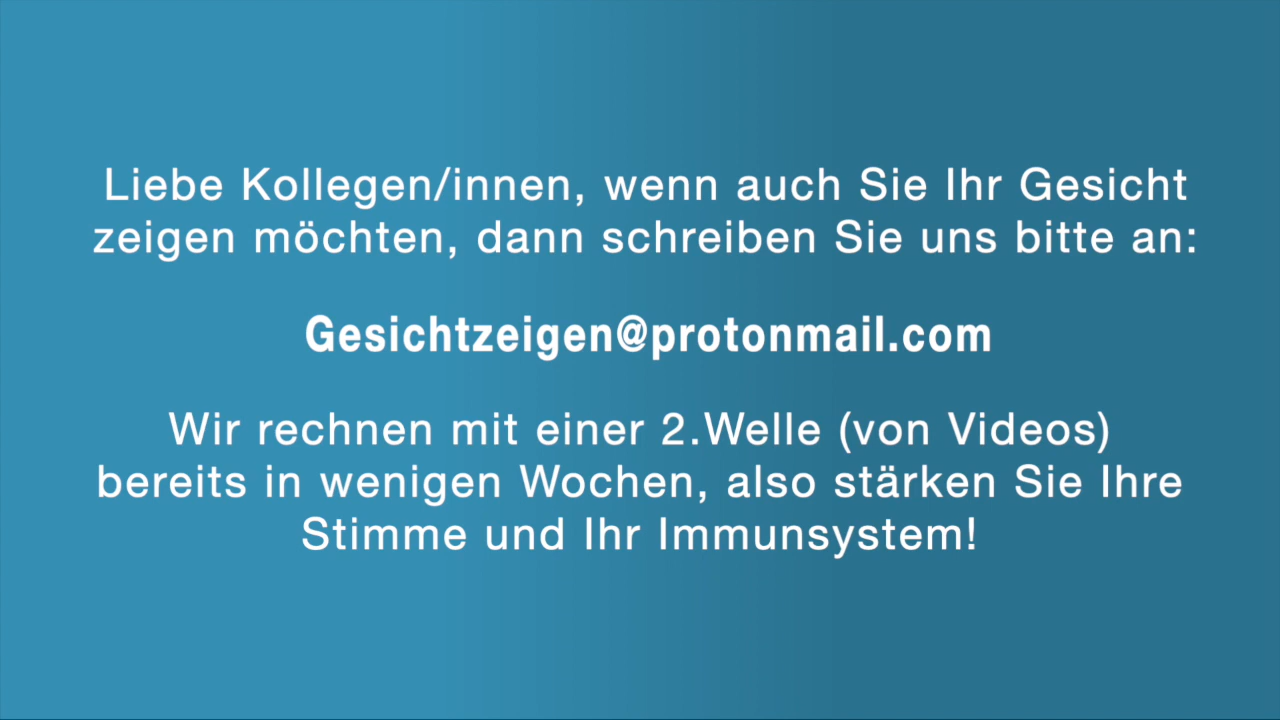 Liebe Kollegen/innen, wenn auch Sie Ihr Gesicht
zeigen möchten, dann schreiben Sie uns bitte an:
Gesichtzeigen@protonmail.com
Wir rechnen mit einer 2.Welle (von Videos)
bereits in wenigen Wochen, also stärken Sie Ihre
Stimme und Ihr Immunsystem!